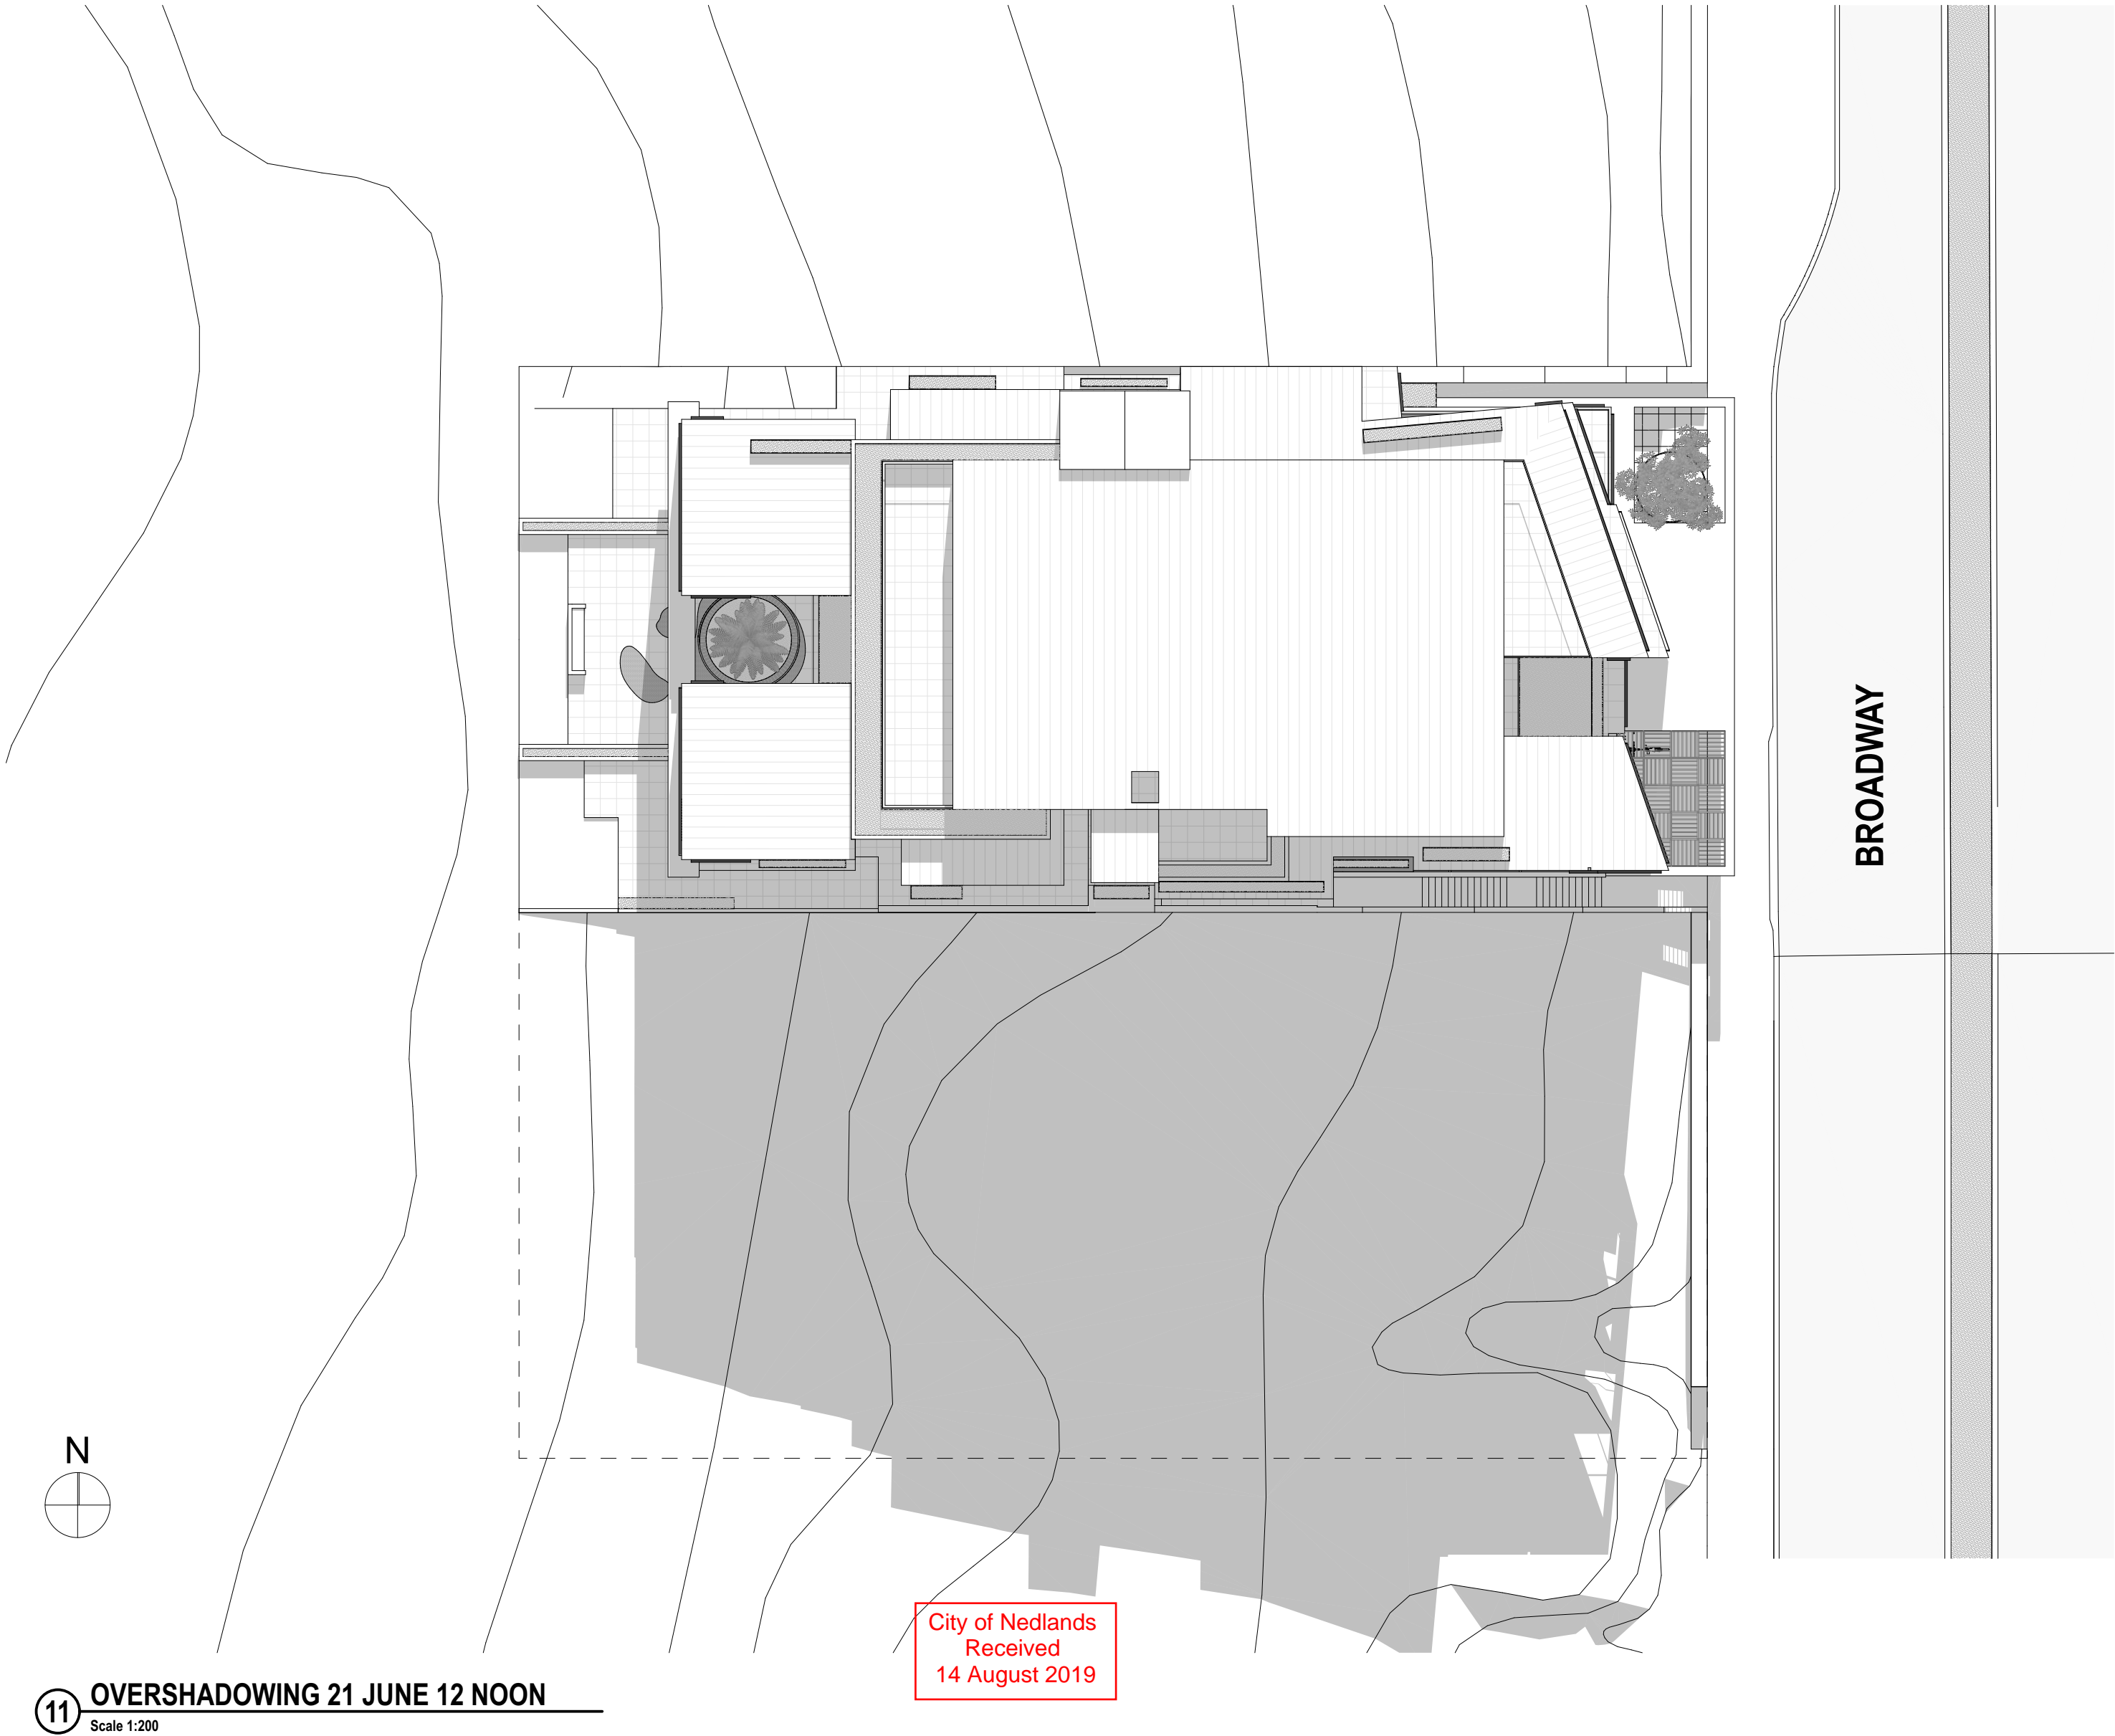 BROADWAY
N
City of Nedlands
Received
14 August 2019
11 OVERSHADOWING 21 JUNE 12 NOON
Scale 1:200